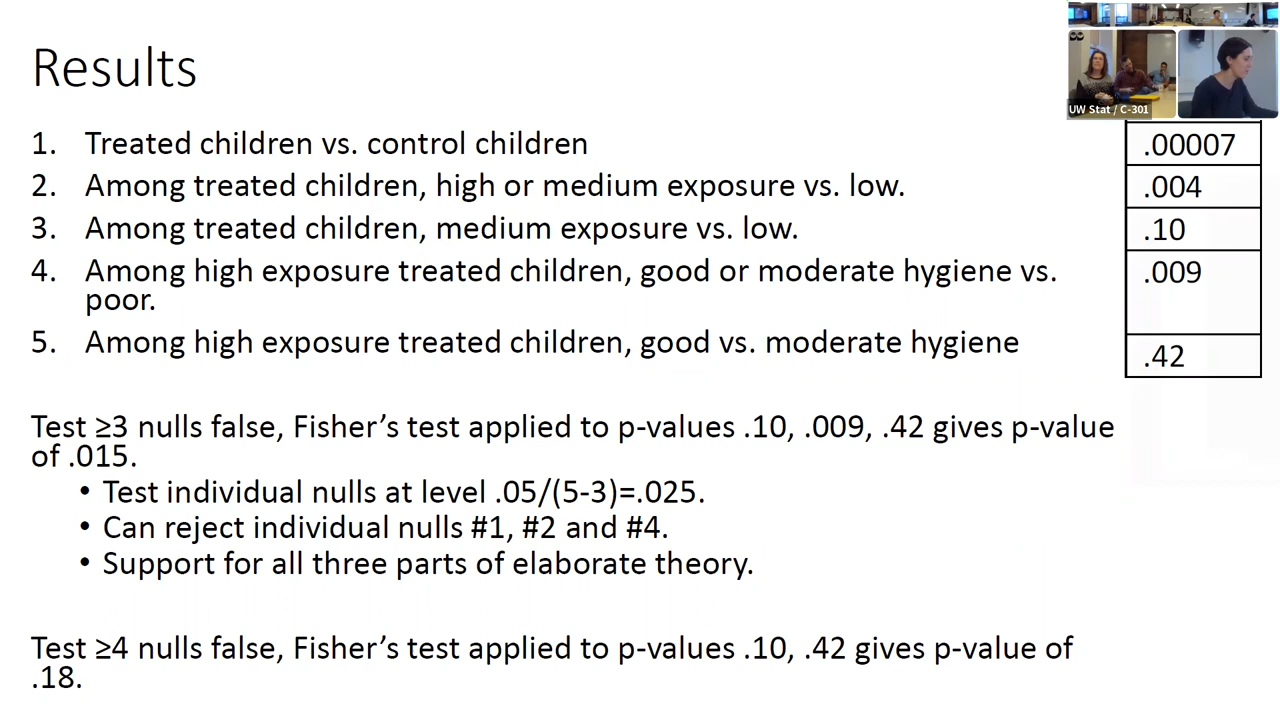 Results
UW Stat / C-301
1. Treated children vs. control children
.00007
2. Among treated children, high or medium exposure vs. low.
.004
3. Among treated children, medium exposure vs. low.
.10
4. Among high exposure treated children, good or moderate hygiene vs.
poor.
.009
5. Among high exposure treated children, good vs. moderate hygiene
.42
Test ≥3 nulls false, Fisher’s test applied to p-values .10, .009, .42 gives p-value
of .015.
• Test individual nulls at level .05/(5-3)=.025.
• Can reject individual nulls #1, #2 and #4.
• Support for all three parts of elaborate theory.
Test ≥4 nulls false, Fisher’s test applied to p-values .10, .42 gives p-value of
.18.